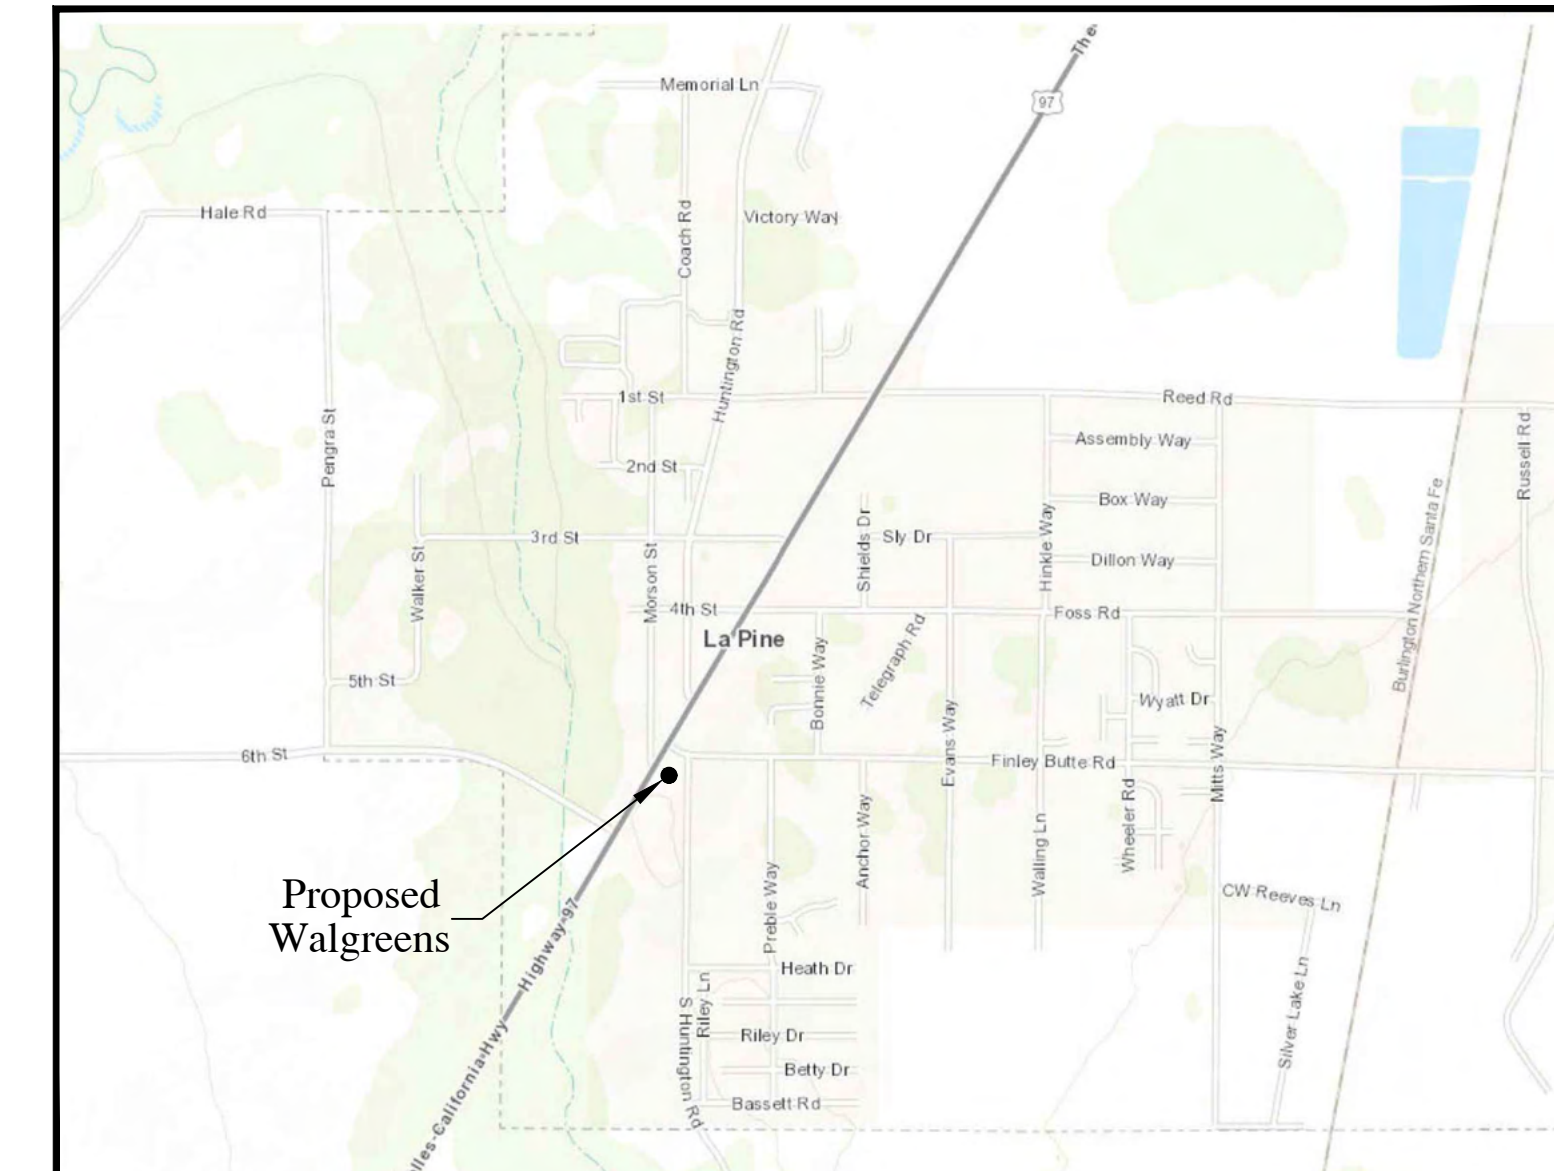 The
97
Memorial Ln
Hale Rd
Coach Rd
Victory Way
Huntington Rd
1st St
Reed Rd
Pengra St
Assembly Way
Russell Rd
2nd St
Box Way
Burlington Northern Santa Fe
3rd St
Shields Dr
Sly Dr
Hinkle Way
Dillon Way
Walker St
Morson St
4th St
Foss Rd
La Pine
Bonnie Way
Telegraph Rd
5th St
Wyatt Dr
Evans Way
Mitts Way
6th St
Finley Butte Rd
Anchor Way
Walling Ln
Wheeler Rd
Proposed
Walgreens
Preble Way
CW Reeves Ln
Highway-97
Heath Dr
Riley Ln
S Huntington Rd
Silver Lake Ln
Riley Dr
Betty Dr
Bassett Rd
lles-California-Hwy